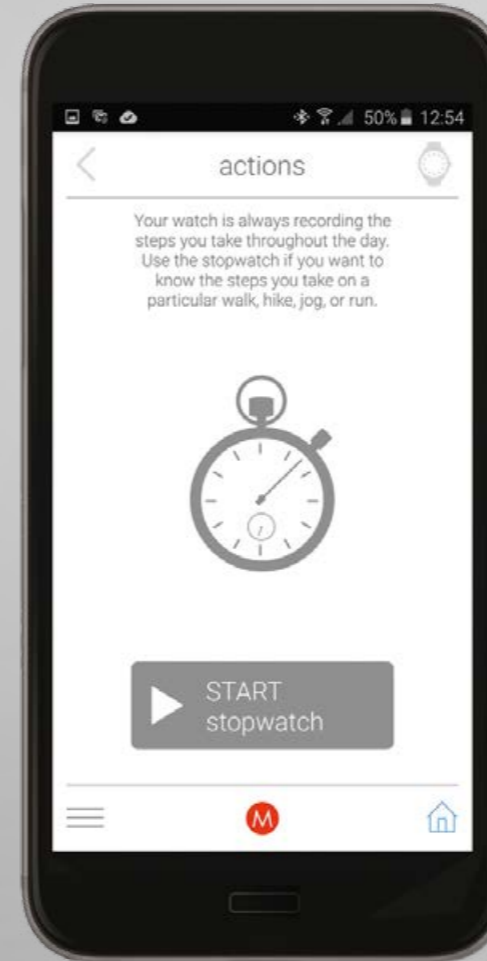 50% 12:54
actions
Your watch is always recording the
steps you take throughout the day.
Use the stopwatch if you want to
know the steps you take on a
particular walk, hike, jog, or run.
START
stopwatch
M